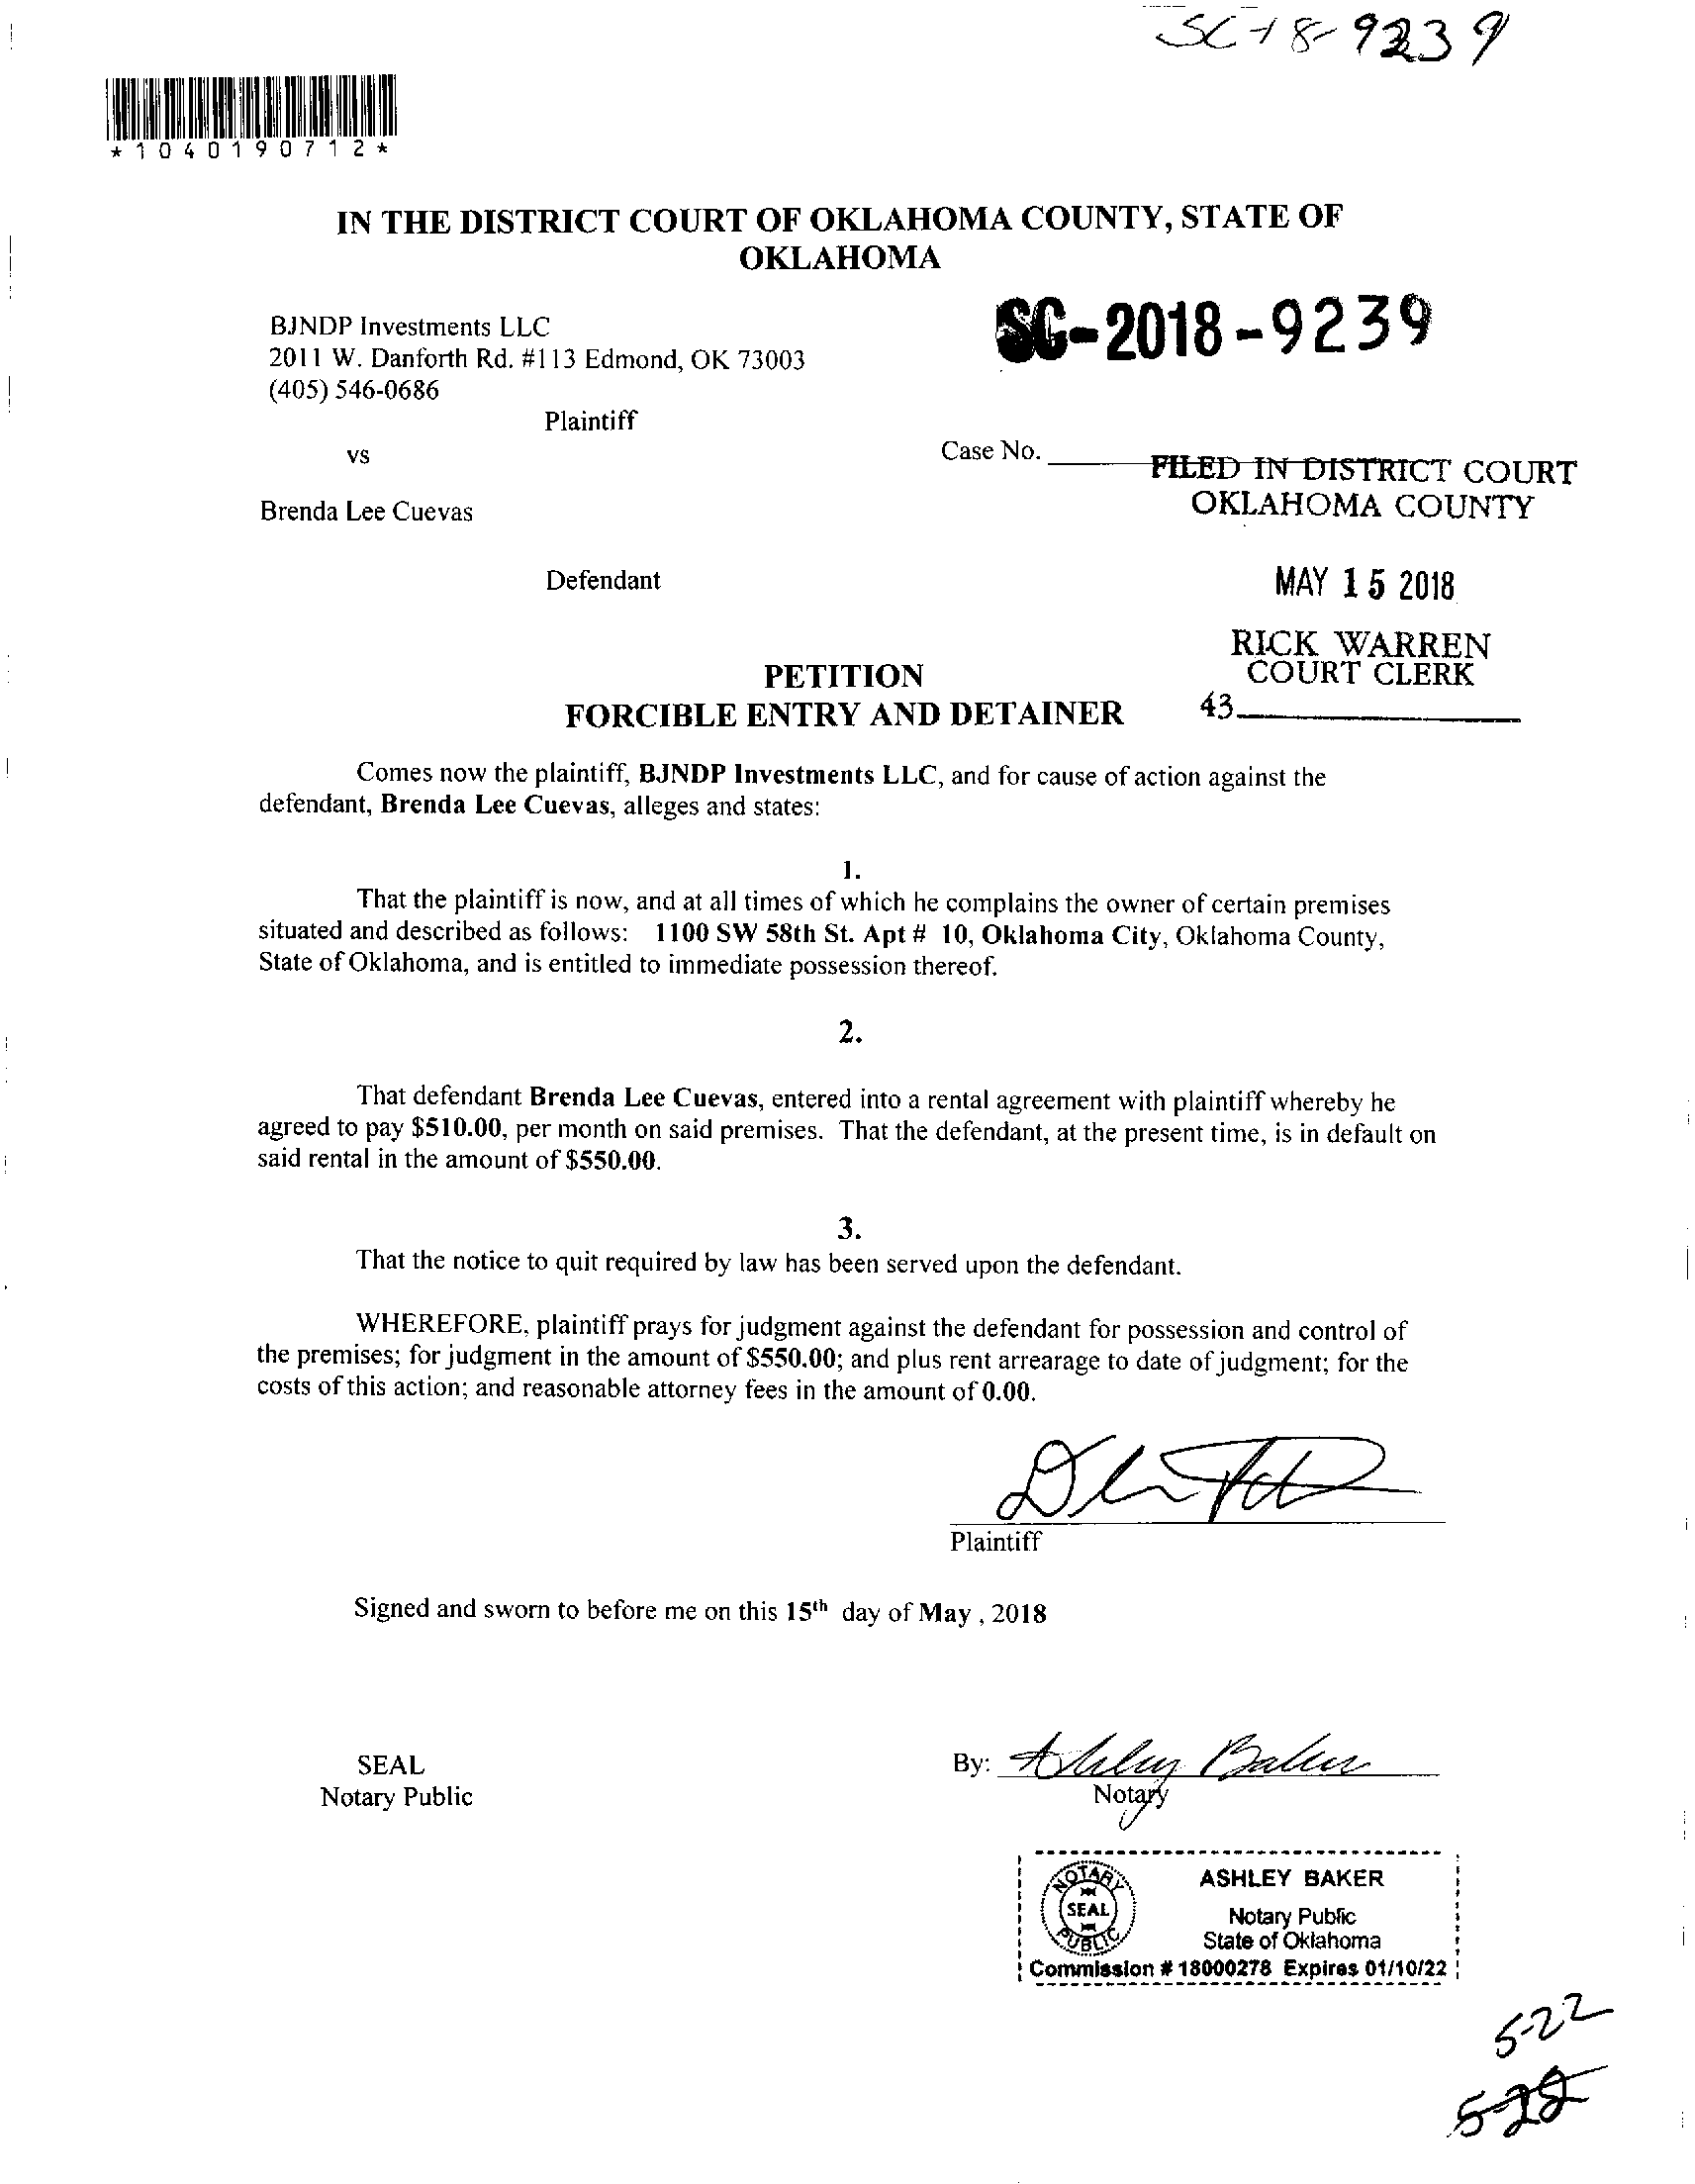 SC-18-9239
*1040190712*
IN THE DISTRICT COURT OF OKLAHOMA COUNTY, STATE OF
OKLAHOMA
BJNDP Investments LLC
2011 W. Danforth Rd. #113 Edmond, OK 73003
(405) 546-0686
SC-2018-9239
Plaintiff
vs
Case No.
FILED IN DISTRICT COURT
OKLAHOMA COUNTY
Brenda Lee Cuevas
Defendant
MAY 15 2018
RICK WARREN
COURT CLERK
43
PETITION
FORCIBLE ENTRY AND DETAINER
Comes now the plaintiff, BJNDP Investments LLC, and for cause of action against the
defendant, Brenda Lee Cuevas, alleges and states:
1.
That the plaintiff is now, and at all times of which he complains the owner of certain premises
situated and described as follows: 1100 SW 58th St. Apt # 10, Oklahoma City, Oklahoma County,
State of Oklahoma, and is entitled to immediate possession thereof.
2.
That defendant Brenda Lee Cuevas, entered into a rental agreement with plaintiff whereby he
agreed to pay $510.00, per month on said premises. That the defendant, at the present time, is in default on
said rental in the amount of $550.00.
3.
That the notice to quit required by law has been served upon the defendant.
WHEREFORE, plaintiff prays for judgment against the defendant for possession and control of
the premises; for judgment in the amount of $550.00; and plus rent arrearage to date of judgment; for the
costs of this action; and reasonable attorney fees in the amount of 0.00.
Plaintiff
Signed and sworn to before me on this 15th day of May , 2018
SEAL
Notary Public
By: Ashley Baker
Notary
NOTARY
SEAL
PUBLIC
ASHLEY BAKER
Notary Public
State of Oklahoma
Commission # 18000278 Expires 01/10/22
5-22